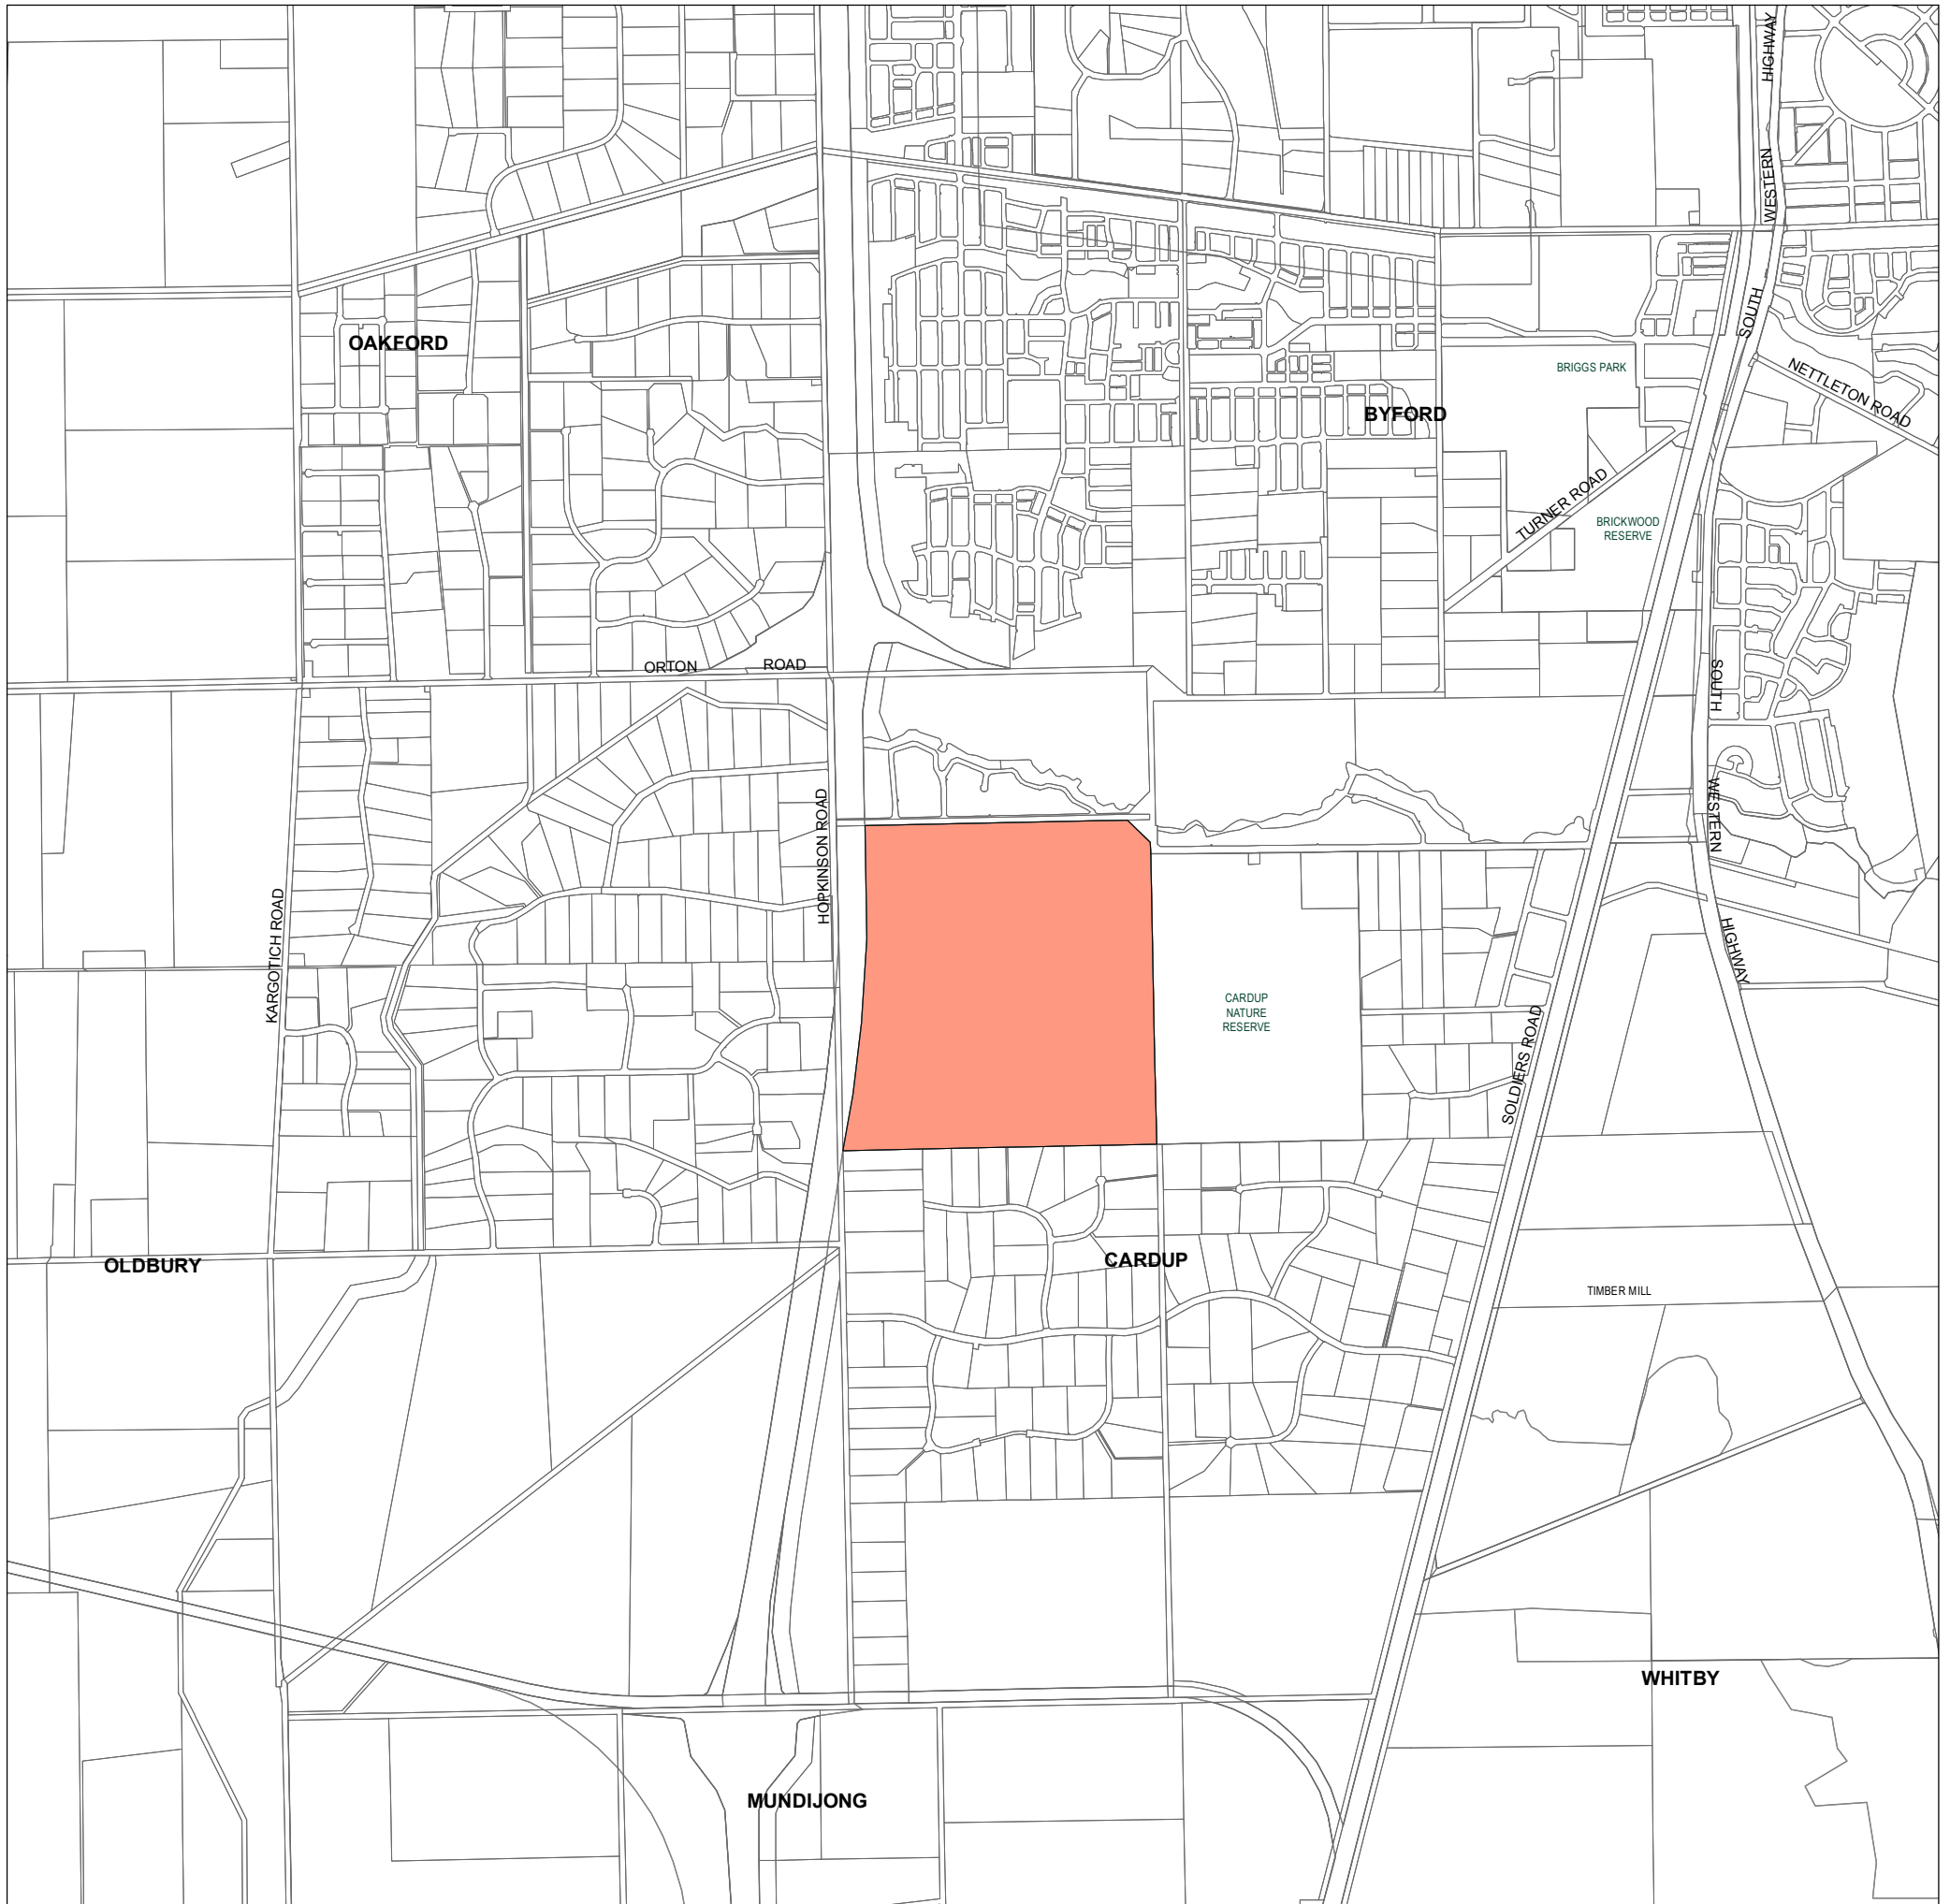 HIGHWAY
WESTERN
SOUTH
OAKFORD
BRIGGS PARK
NETTLETON ROAD
BYFORD
TURNER ROAD
BRICKWOOD
RESERVE
ORTON
ROAD
SOUTH
WESTERN
HIGHWAY
HOPKINSON ROAD
KARGOTICH ROAD
CARDUP
NATURE
RESERVE
SOLDIERS ROAD
CARDUP
OLDBURY
TIMBER MILL
WHITBY
MUNDIJONG